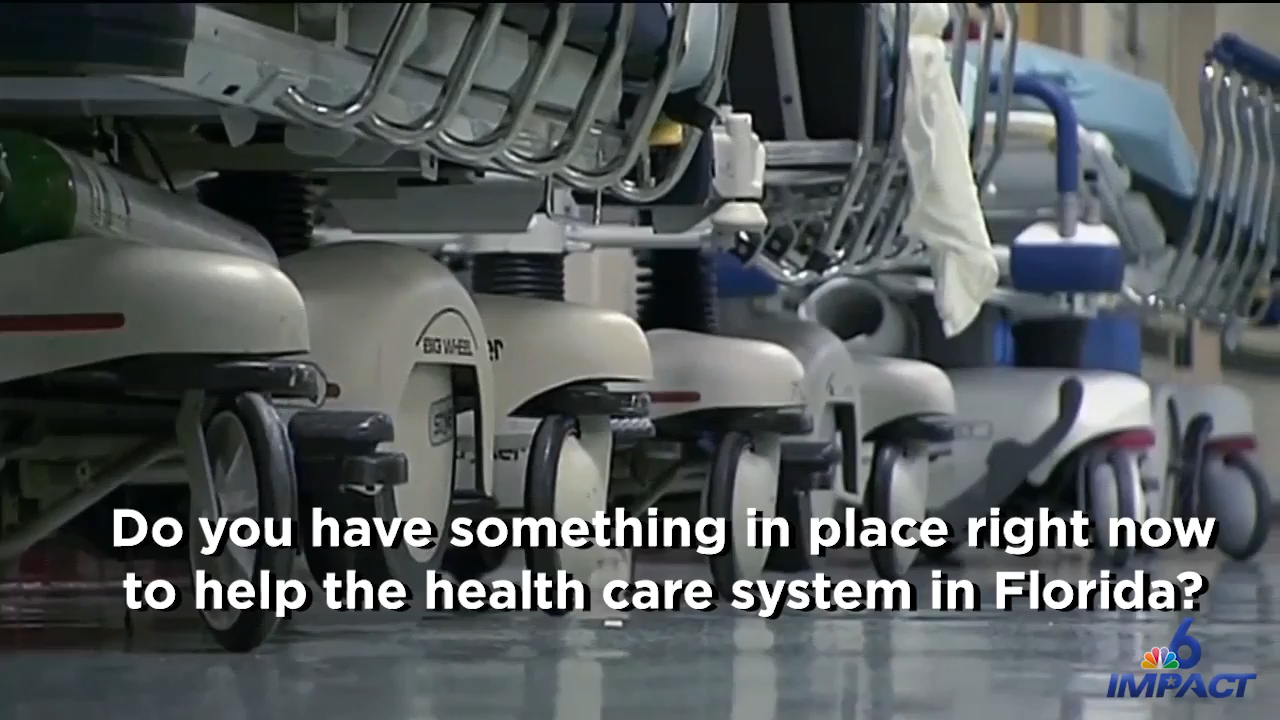 BIG WHEEL
er
Do you have something in place right now
to help the health care system in Florida?
6
IMPACT